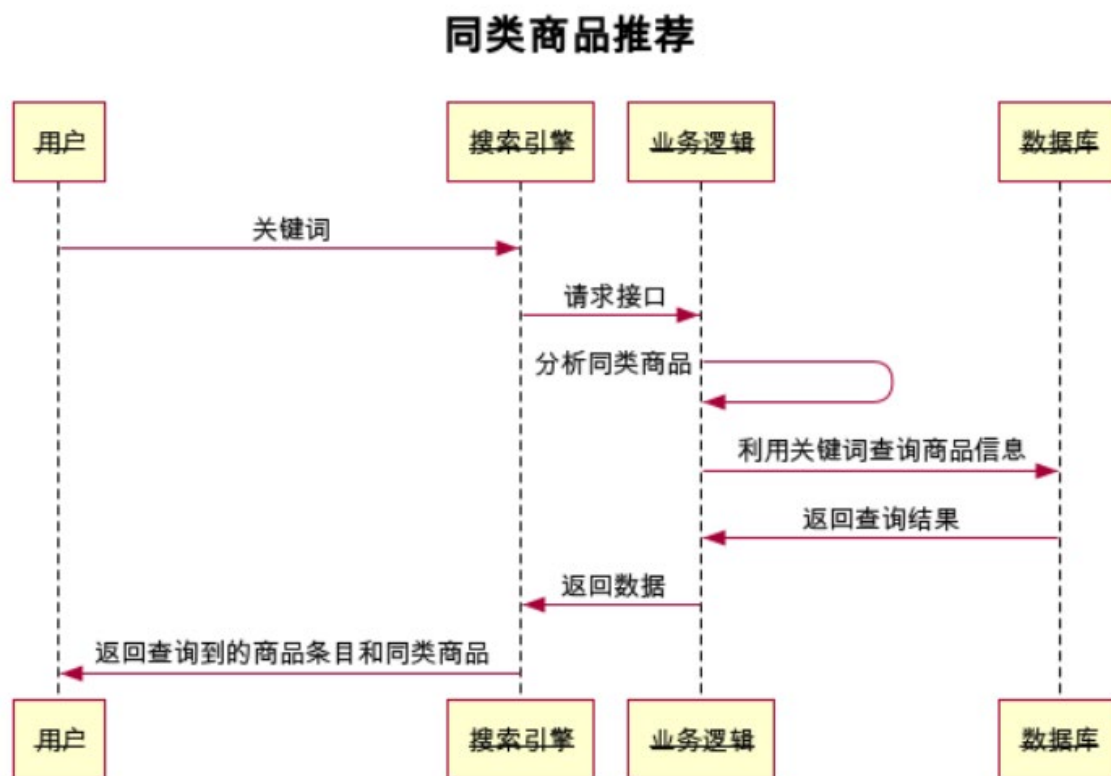 同类商品推荐
用户 搜索引擎 业务逻辑 数据库
关键词
请求接口
分析同类商品
利用关键词查询商品信息
返回查询结果
返回数据
返回查询到的商品条目和同类商品
用户 搜索引擎 业务逻辑 数据库